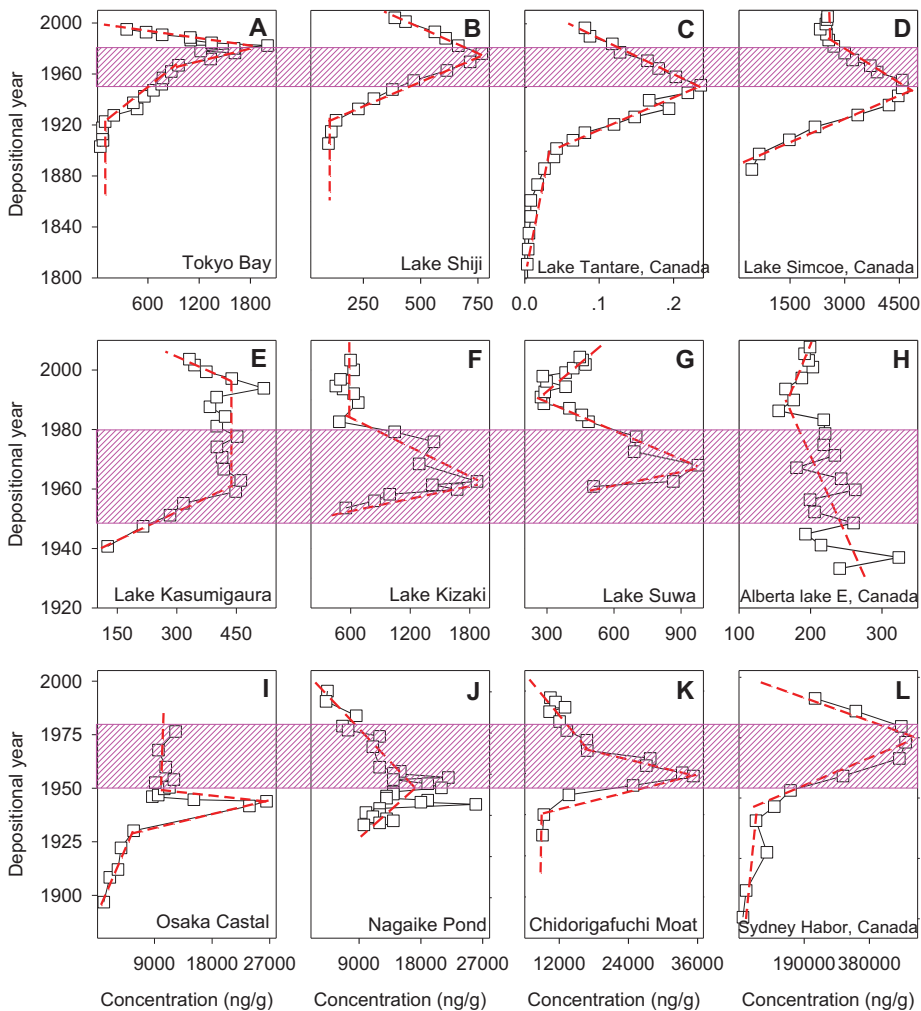 A B C D
2000
1960
1920
1880
1840
1800
Depositional year
Tokyo Bay
Lake Shiji
Lake Tantare, Canada
Lake Simcoe, Canada
600 1200 1800
250 500 750
0.0 .1 .2
1500 3000 4500
E F G H
2000
1980
1960
1940
1920
Depositional year
Lake Kasumigaura
Lake Kizaki
Lake Suwa
Alberta lake E, Canada
150 300 450
600 1200 1800
300 600 900
100 200 300
I J K L
2000
1975
1950
1925
1900
Depositional year
Osaka Castal
Nagaike Pond
Chidorigafuchi Moat
Sydney Habor, Canada
9000 18000 27000
9000 18000 27000
12000 24000 36000
190000 380000
Concentration (ng/g) Concentration (ng/g) Concentration (ng/g) Concentration (ng/g)